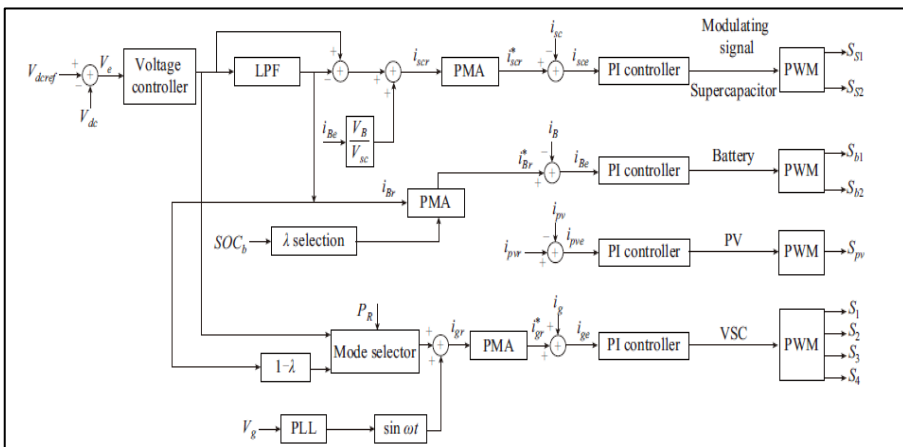 V_dcref + − V_e Voltage controller LPF + − + + i_scr PMA i*_scr + − i_sc i_sce PI controller Modulating signal Supercapacitor PWM S_S1 S_S2
V_dc
i_Be V_B / V_sc
i_Br PMA i*_Br + − i_B i_Be PI controller Battery PWM S_b1 S_b2
SOC_b λ selection
i_pvr + − i_pv i_pve PI controller PV PWM S_pv
P_R
Mode selector + + i_gr PMA i*_gr + + i_g i_ge PI controller VSC PWM S_1 S_2 S_3 S_4
1−λ
V_g PLL sin ωt